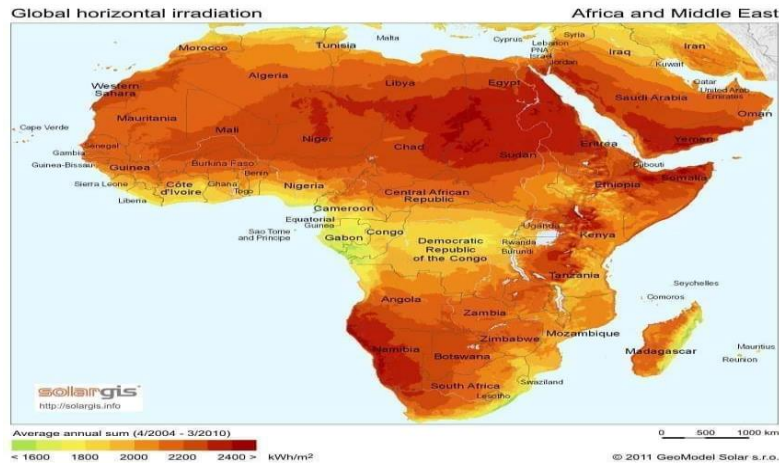 Global horizontal irradiation
Africa and Middle East
Malta
Cyprus
Lebanon
Syria
PNA
Israel
Jordan
Iraq
Iran
Kuwait
Morocco
Tunisia
Algeria
Libya
Egypt
Qatar
United Arab
Emirates
Saudi Arabia
Oman
Western
Sahara
Mauritania
Mali
Niger
Chad
Sudan
Eritrea
Yemen
Cape Verde
Senegal
Gambia
Guinea-Bissau
Guinea
Burkina Faso
Benin
Djibouti
Sierra Leone
Liberia
Côte
d'Ivoire
Ghana
Togo
Nigeria
Central African
Republic
Ethiopia
Somalia
Cameroon
Equatorial
Guinea
Sao Tome
and Principe
Gabon
Congo
Democratic
Republic
of the Congo
Uganda
Rwanda
Burundi
Kenya
Tanzania
Seychelles
Comoros
Angola
Zambia
Zimbabwe
Mozambique
Madagascar
Mauritius
Reunion
Namibia
Botswana
South Africa
Swaziland
Lesotho
solargis
http://solargis.info
Average annual sum (4/2004 - 3/2010)
< 1600 1800 2000 2200 2400 > kWh/m²
0 500 1000 km
© 2011 GeoModel Solar s.r.o.